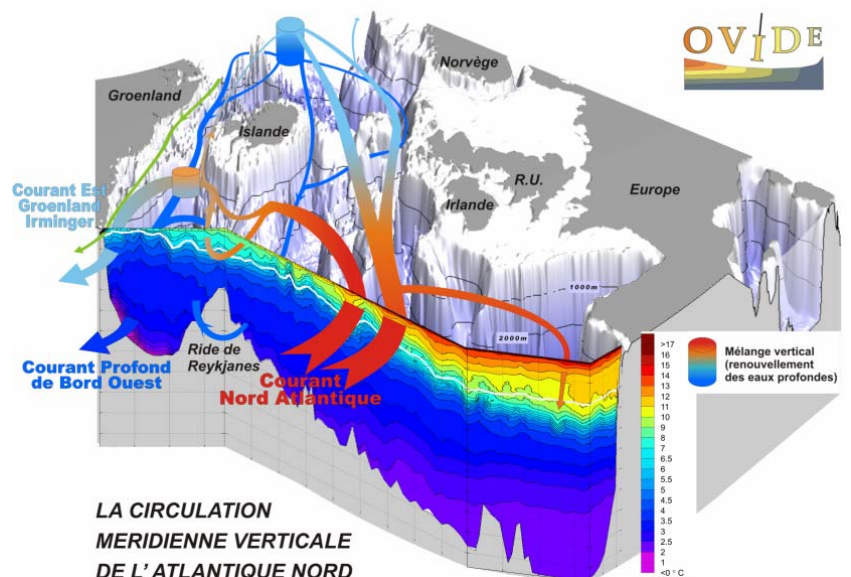 OVIDE
Norvège
Groenland
Islande
R.U.
Europe
Irlande
Courant Est
Groenland
Irminger
1000m
2000m
Courant Profond
de Bord Ouest
Ride de
Reykjanes
Courant
Nord Atlantique
>17
16
15
14
13
12
11
10
9
8
7
6.5
6
5.5
5
4.5
4
3.5
3
2.5
2
1
<0 ° C
Mélange vertical
(renouvellement
des eaux profondes)
LA CIRCULATION
MERIDIENNE VERTICALE
DE L' ATLANTIQUE NORD